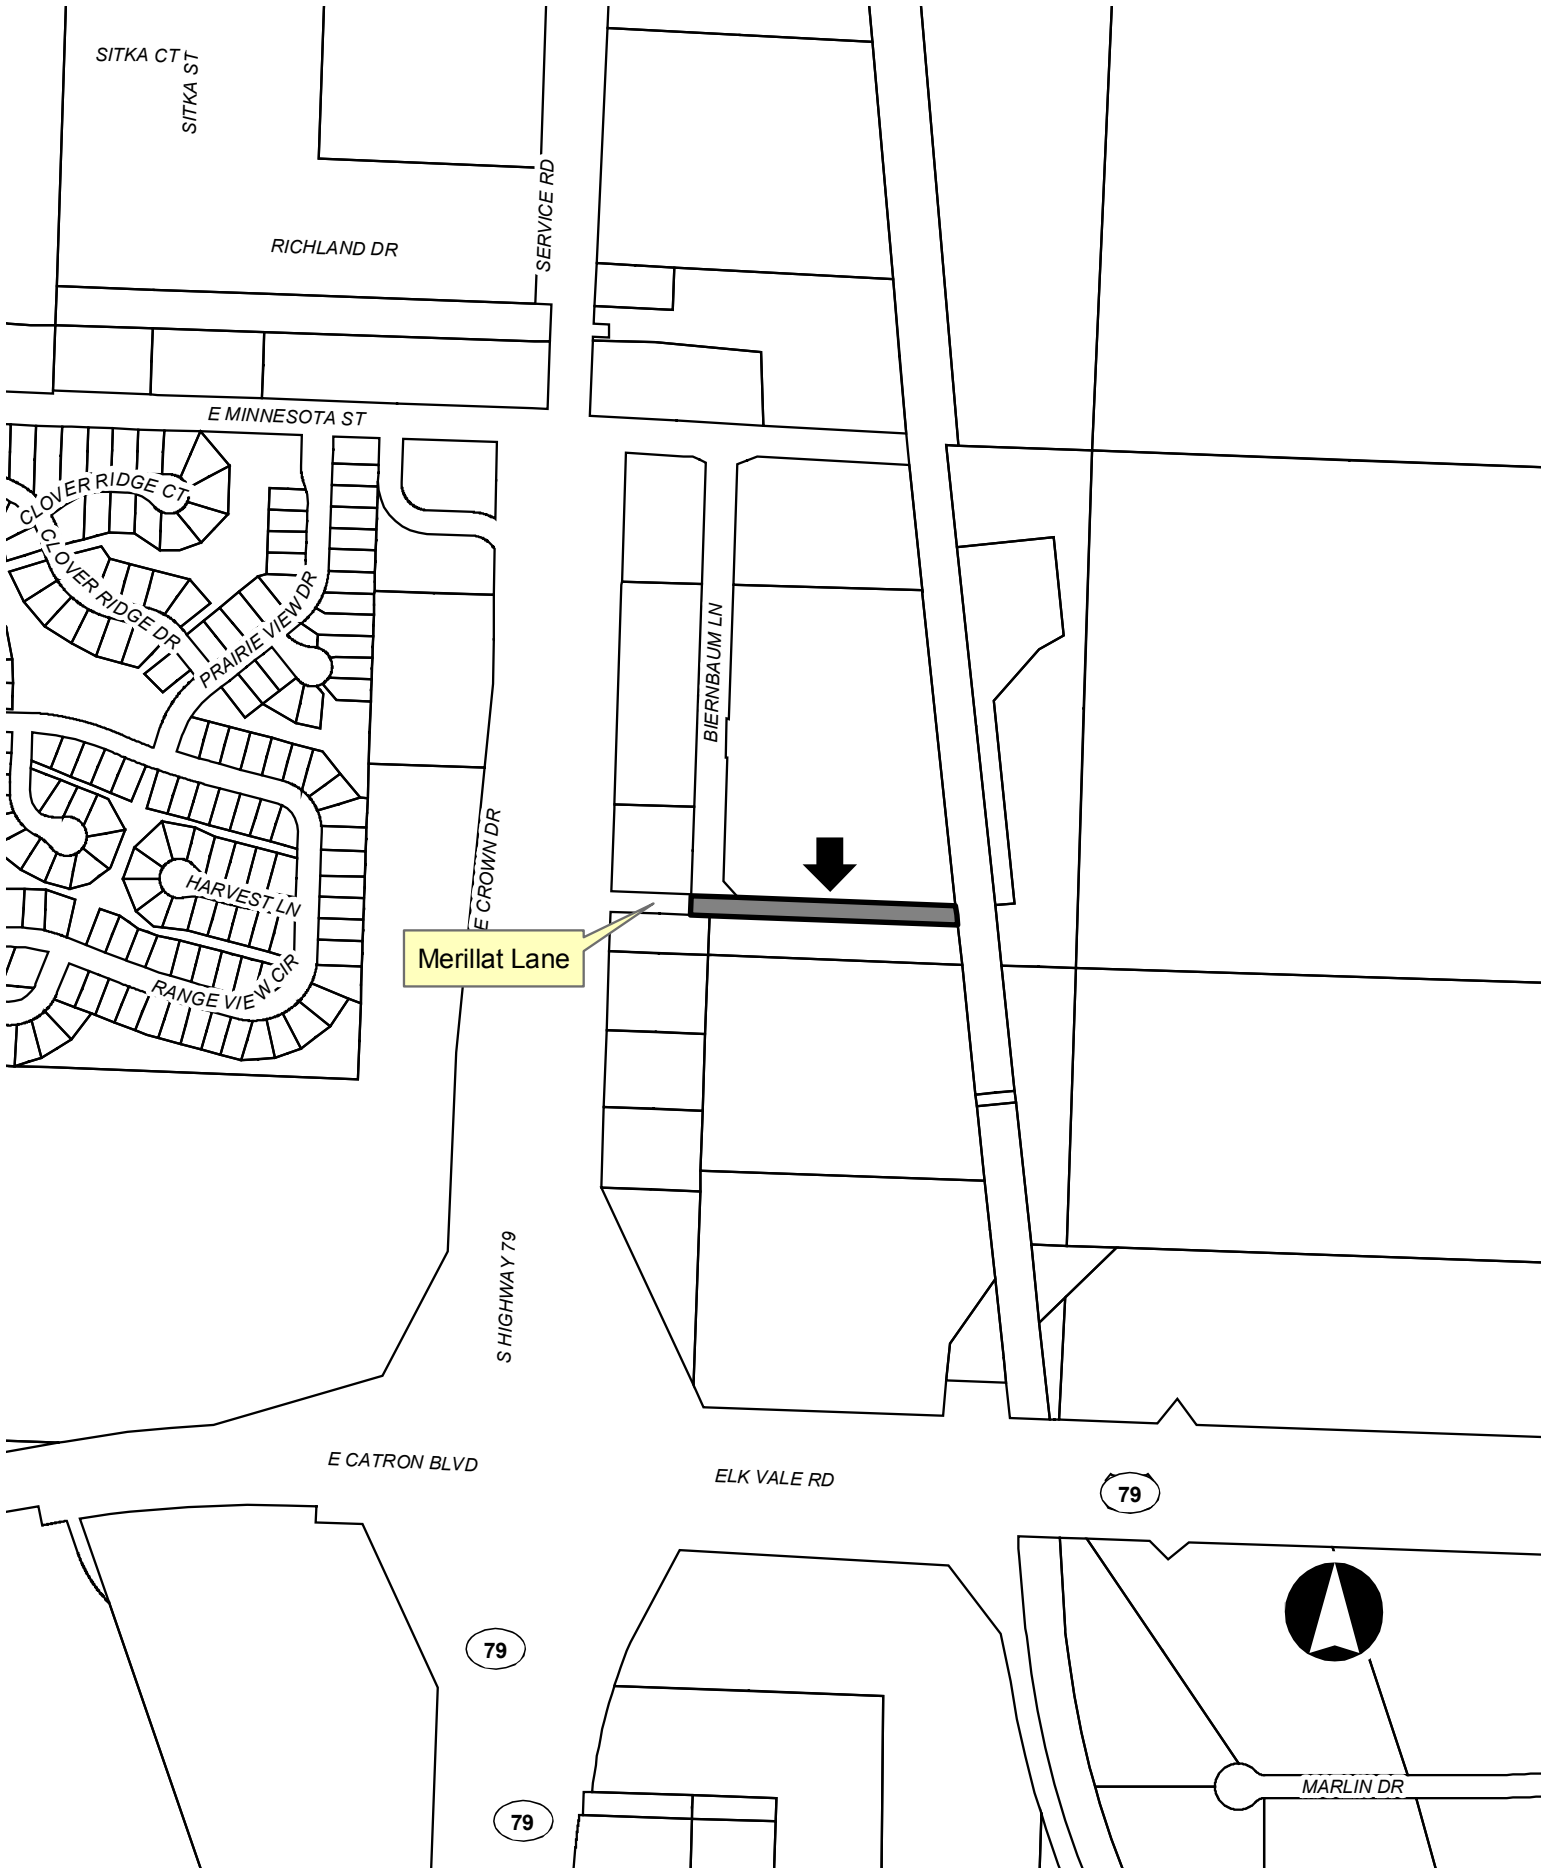 SITKA CT
SITKA ST
SERVICE RD
RICHLAND DR
E MINNESOTA ST
CLOVER RIDGE CT
CLOVER RIDGE DR
PRAIRIE VIEW DR
BIERNBAUM LN
E CROWN DR
HARVEST LN
Merillat Lane
RANGE VIEW CIR
S HIGHWAY 79
E CATRON BLVD
ELK VALE RD
79
79
MARLIN DR
79